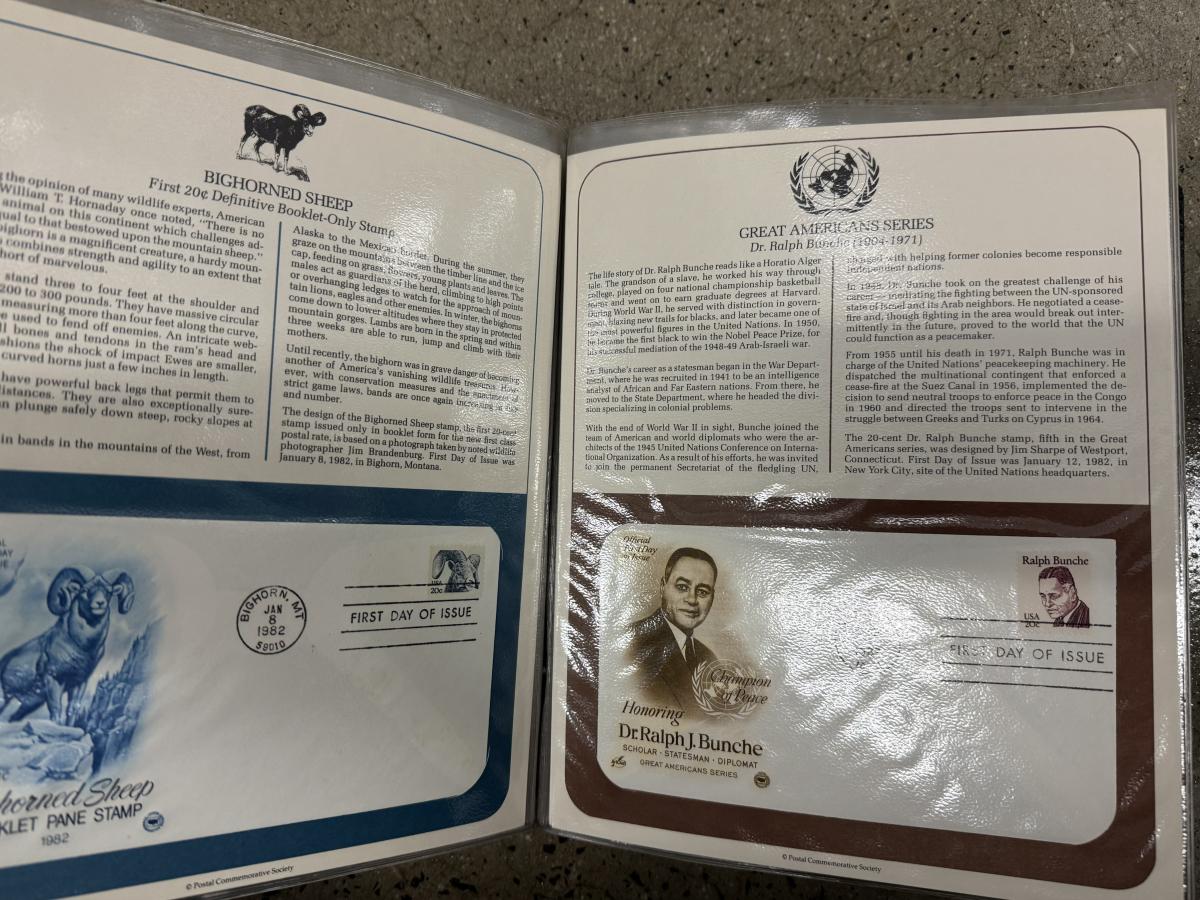 BIGHORNED SHEEP
First 20¢ Definitive Booklet-Only Stamp
the opinion of many wildlife experts, American
William T. Hornaday once noted, "There is no
animal on this continent which challenges ad-
ual to that bestowed upon the mountain sheep."
ighorn is a magnificent creature, a hardy moun-
combines strength and agility to an extent that
hort of marvelous.
stand three to four feet at the shoulder and
200 to 300 pounds. They have massive circular
measuring more than four feet along the curve,
e used to fend off enemies. An intricate web-
ll bones and tendons in the ram's head and
shions the shock of impact Ewes are smaller,
curved horns just a few inches in length.
have powerful back legs that permit them to
distances. They are also exceptionally sure-
n plunge safely down steep, rocky slopes at
in bands in the mountains of the West, from
Alaska to the Mexican border. During the summer, they
graze on the mountains between the timber line and the ice
cap, feeding on grass, flowers, young plants and leaves. The
males act as guardians of the herd, climbing to high points
or overhanging ledges to watch for the approach of moun-
tain lions, eagles and other enemies. In winter, the bighorns
come down to lower altitudes where they stay in protected
mountain gorges. Lambs are born in the spring and within
three weeks are able to run, jump and climb with their
mothers.
Until recently, the bighorn was in grave danger of becoming
another of America's vanishing wildlife treasures. How-
ever, with conservation measures and the enactment of
strict game laws, bands are once again increasing in size
and number.
The design of the Bighorned Sheep stamp, the first 20-cent
stamp issued only in booklet form for the new first class
postal rate, is based on a photograph taken by noted wildlife
photographer Jim Brandenburg. First Day of Issue was
January 8, 1982, in Bighorn, Montana.
BIGHORN, MT
JAN
8
1982
59010
USA
20c
FIRST DAY OF ISSUE
horned Sheep
KLET PANE STAMP
1982
© Postal Commemorative Society
GREAT AMERICANS SERIES
Dr. Ralph Bunche (1904-1971)
The life story of Dr. Ralph Bunche reads like a Horatio Alger
tale. The grandson of a slave, he worked his way through
college, played on four national championship basketball
teams and went on to earn graduate degrees at Harvard.
During World War II, he served with distinction in govern-
ment, blazing new trails for blacks, and later became one of
the most powerful figures in the United Nations. In 1950,
he became the first black to win the Nobel Peace Prize, for
his successful mediation of the 1948-49 Arab-Israeli war.
Dr. Bunche's career as a statesman began in the War Depart-
ment, where he was recruited in 1941 to be an intelligence
analyst of African and Far Eastern nations. From there, he
moved to the State Department, where he headed the divi-
sion specializing in colonial problems.
With the end of World War II in sight, Bunche joined the
team of American and world diplomats who were the ar-
chitects of the 1945 United Nations Conference on Interna-
tional Organization. As a result of his efforts, he was invited
to join the permanent Secretariat of the fledgling UN,
charged with helping former colonies become responsible
independent nations.
In 1948, Dr. Bunche took on the greatest challenge of his
career — mediating the fighting between the UN-sponsored
state of Israel and its Arab neighbors. He negotiated a cease-
fire and, though fighting in the area would break out inter-
mittently in the future, proved to the world that the UN
could function as a peacemaker.
From 1955 until his death in 1971, Ralph Bunche was in
charge of the United Nations' peacekeeping machinery. He
dispatched the multinational contingent that enforced a
cease-fire at the Suez Canal in 1956, implemented the de-
cision to send neutral troops to enforce peace in the Congo
in 1960 and directed the troops sent to intervene in the
struggle between Greeks and Turks on Cyprus in 1964.
The 20-cent Dr. Ralph Bunche stamp, fifth in the Great
Americans series, was designed by Jim Sharpe of Westport,
Connecticut. First Day of Issue was January 12, 1982, in
New York City, site of the United Nations headquarters.
Official
First Day
of Issue
Champion
of Peace
Honoring
Dr. Ralph J. Bunche
SCHOLAR · STATESMAN · DIPLOMAT
GREAT AMERICANS SERIES
Ralph Bunche
USA
20c
FIRST DAY OF ISSUE
© Postal Commemorative Society